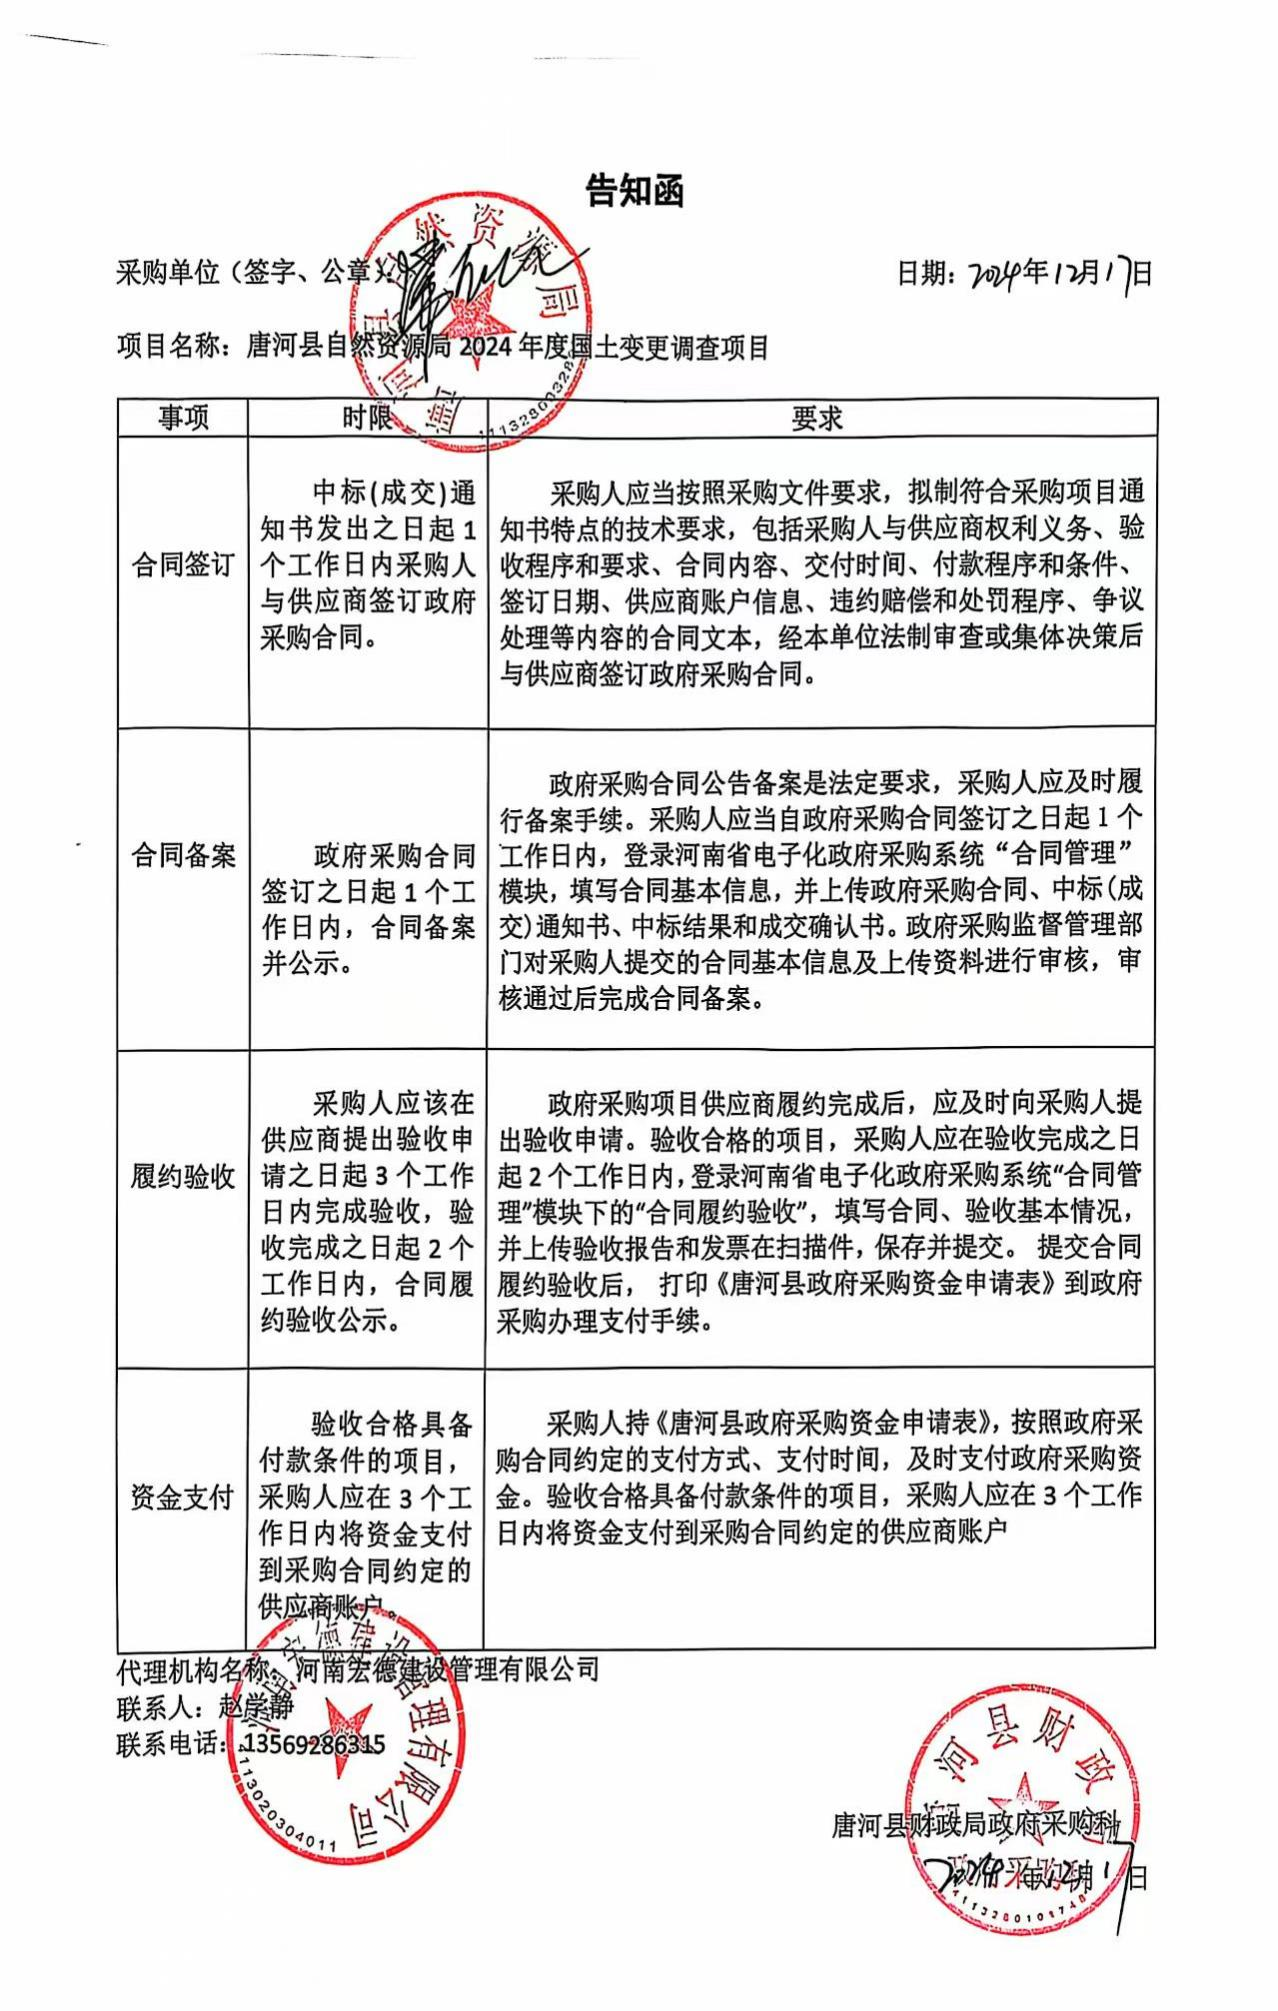 告知函
采购单位（签字、公章）：
日期：2024年12月17日
项目名称：唐河县自然资源局 2024 年度国土变更调查项目
事项 时限 要求
合同签订
中标(成交)通
知书发出之日起 1
个工作日内采购人
与供应商签订政府
采购合同。
采购人应当按照采购文件要求，拟制符合采购项目通
知书特点的技术要求，包括采购人与供应商权利义务、验
收程序和要求、合同内容、交付时间、付款程序和条件、
签订日期、供应商账户信息、违约赔偿和处罚程序、争议
处理等内容的合同文本，经本单位法制审查或集体决策后
与供应商签订政府采购合同。
合同备案
政府采购合同
签订之日起 1 个工
作日内，合同备案
并公示。
政府采购合同公告备案是法定要求，采购人应及时履
行备案手续。采购人应当自政府采购合同签订之日起 1 个
工作日内，登录河南省电子化政府采购系统“合同管理”
模块，填写合同基本信息，并上传政府采购合同、中标(成
交)通知书、中标结果和成交确认书。政府采购监督管理部
门对采购人提交的合同基本信息及上传资料进行审核，审
核通过后完成合同备案。
履约验收
采购人应该在
供应商提出验收申
请之日起 3 个工作
日内完成验收，验
收完成之日起 2 个
工作日内，合同履
约验收公示。
政府采购项目供应商履约完成后，应及时向采购人提
出验收申请。验收合格的项目，采购人应在验收完成之日
起 2 个工作日内，登录河南省电子化政府采购系统“合同管
理”模块下的“合同履约验收”，填写合同、验收基本情况，
并上传验收报告和发票在扫描件，保存并提交。 提交合同
履约验收后， 打印《唐河县政府采购资金申请表》到政府
采购办理支付手续。
资金支付
验收合格具备
付款条件的项目，
采购人应在 3 个工
作日内将资金支付
到采购合同约定的
供应商账户。
采购人持《唐河县政府采购资金申请表》，按照政府采
购合同约定的支付方式、支付时间，及时支付政府采购资
金。验收合格具备付款条件的项目，采购人应在 3 个工作
日内将资金支付到采购合同约定的供应商账户
代理机构名称：河南宏德建设管理有限公司
联系人：赵学静
联系电话：13569286315
唐河县财政局政府采购科
2024年12月17日
唐河县自然资源局
河南宏德建设管理有限公司
4113020304011
唐河县财政局
政府采购